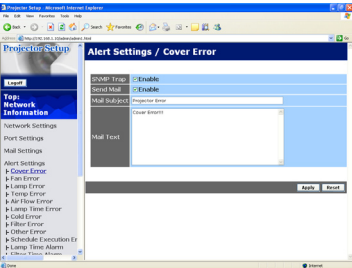 Projector Setup - Microsoft Internet Explorer
File Edit View Favorites Tools Help
Back Search Favorites
Address Go
Projector Setup
Logoff
Top:
Network
Information
Network Settings
Port Settings
Mail Settings
Alert Settings
Cover Error
Fan Error
Lamp Error
Temp Error
Air Flow Error
Lamp Time Error
Cold Error
Filter Error
Other Error
Schedule Execution Er
Lamp Time Alarm
Filter Time Alarm
Alert Settings / Cover Error
SNMP Trap Enable
Send Mail Enable
Mail Subject Projector Error
Mail Text Cover Error!!!
Apply Reset
Done Internet